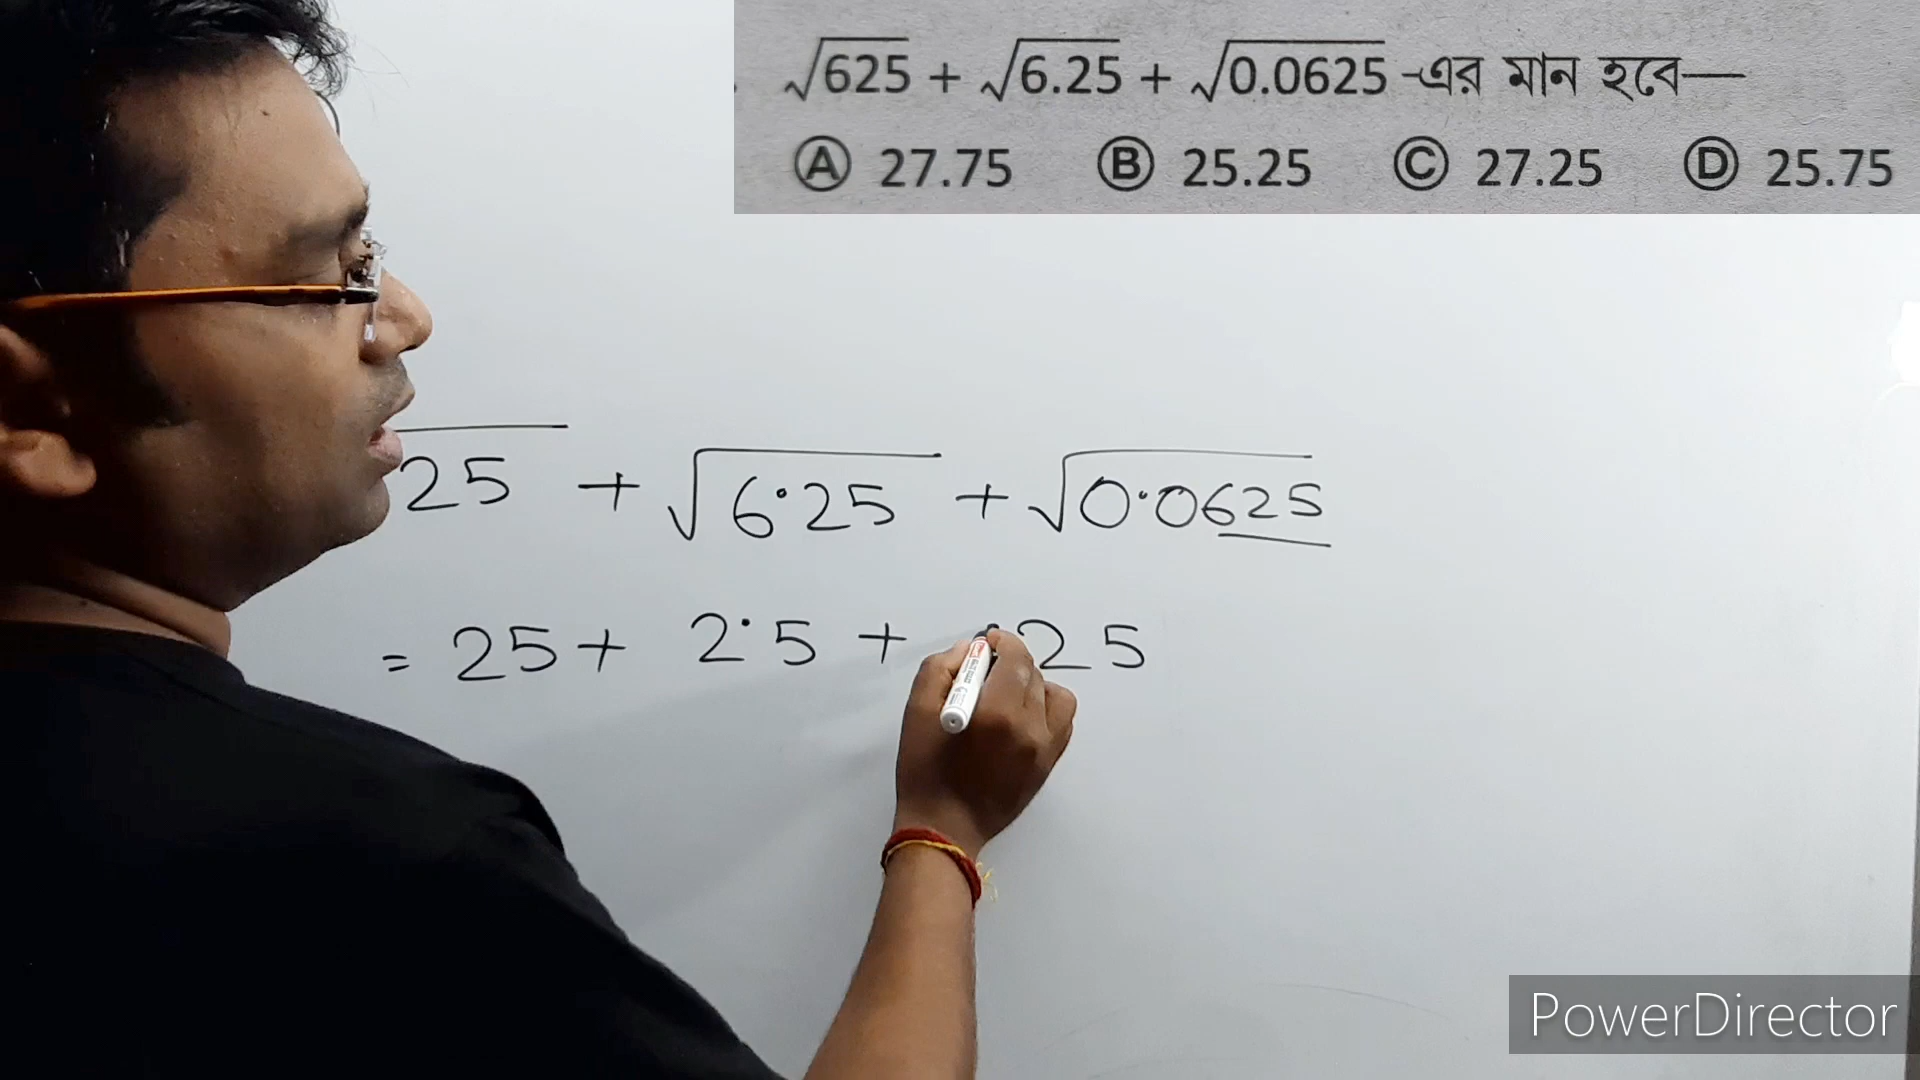 √625 + √6.25 + √0.0625 -এর মান হবে—
Ⓐ 27.75 Ⓑ 25.25 Ⓒ 27.25 Ⓓ 25.75
25 + √6.25 + √0.0625
= 25 + 2.5 + .25
PowerDirector